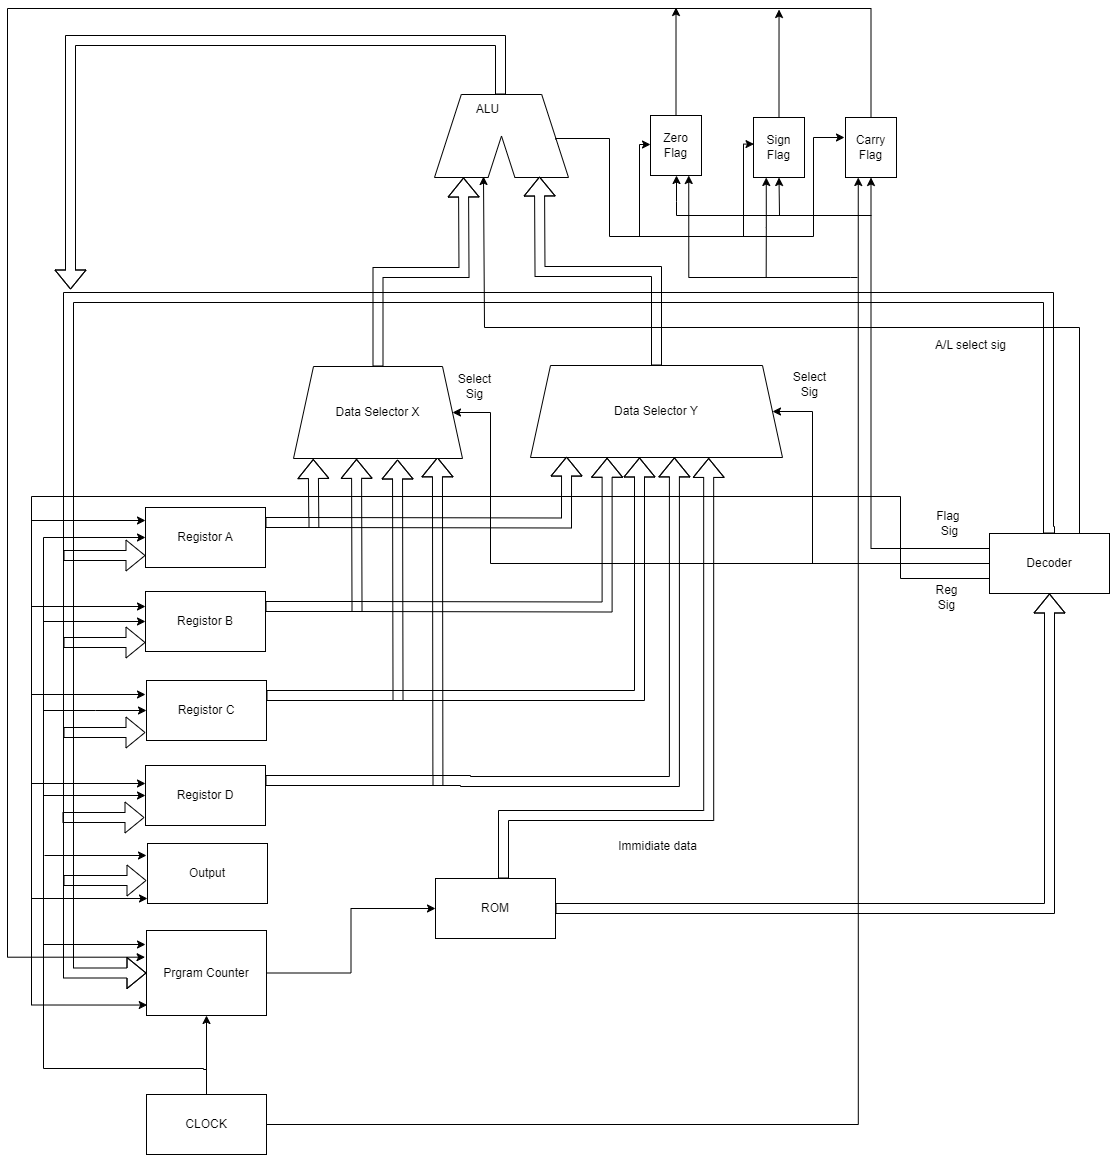 ALU
Zero
Flag
Sign
Flag
Carry
Flag
A/L select sig
Select
Sig
Select
Sig
Data Selector X
Data Selector Y
Flag
Sig
Registor A
Decoder
Reg
Sig
Registor B
Registor C
Registor D
Immidiate data
Output
ROM
Prgram Counter
CLOCK